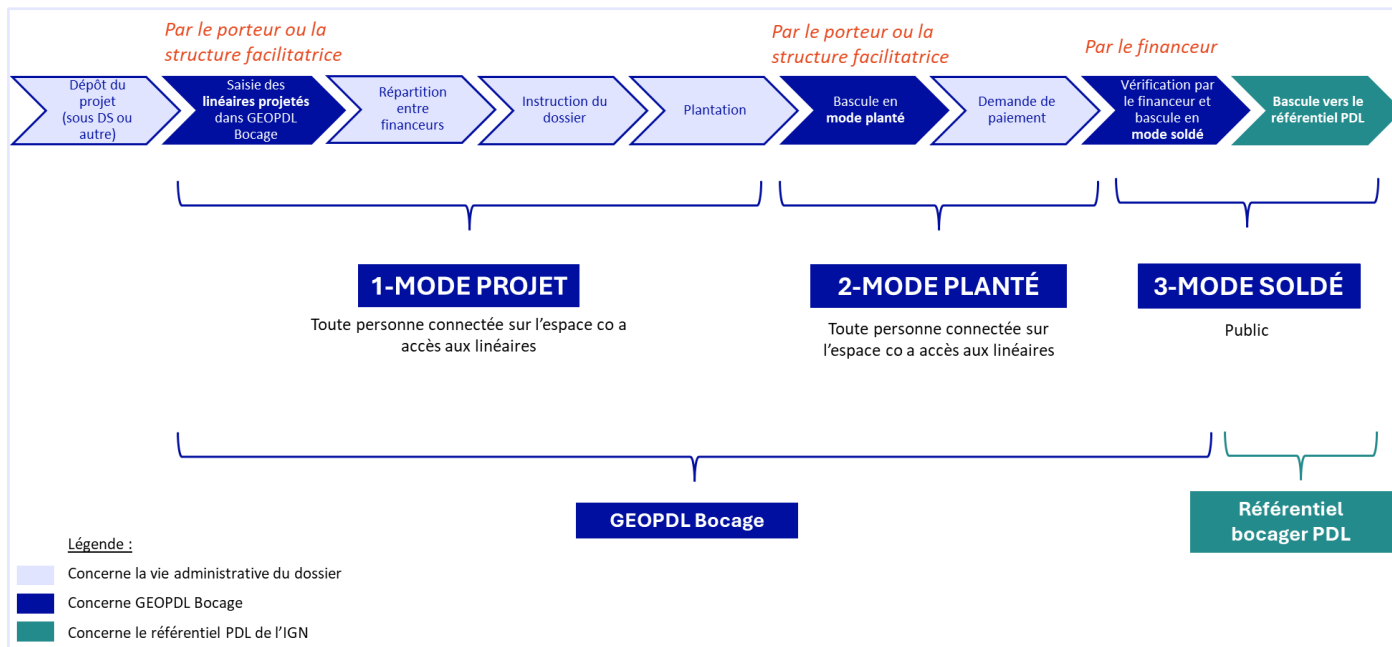 Par le porteur ou la
structure facilitatrice
Par le porteur ou la
structure facilitatrice
Par le financeur
Dépôt du
projet
(sous DS ou
autre)
Saisie des
linéaires projetés
dans GEOPDL
Bocage
Répartition
entre
financeurs
Instruction du
dossier
Plantation
Bascule en
mode planté
Demande de
paiement
Vérification par
le financeur et
bascule en
mode soldé
Bascule vers le
référentiel PDL
1-MODE PROJET
Toute personne connectée sur l’espace co a
accès aux linéaires
2-MODE PLANTÉ
Toute personne connectée sur
l’espace co a accès aux linéaires
3-MODE SOLDÉ
Public
GEOPDL Bocage
Référentiel
bocager PDL
Légende :
Concerne la vie administrative du dossier
Concerne GEOPDL Bocage
Concerne le référentiel PDL de l’IGN